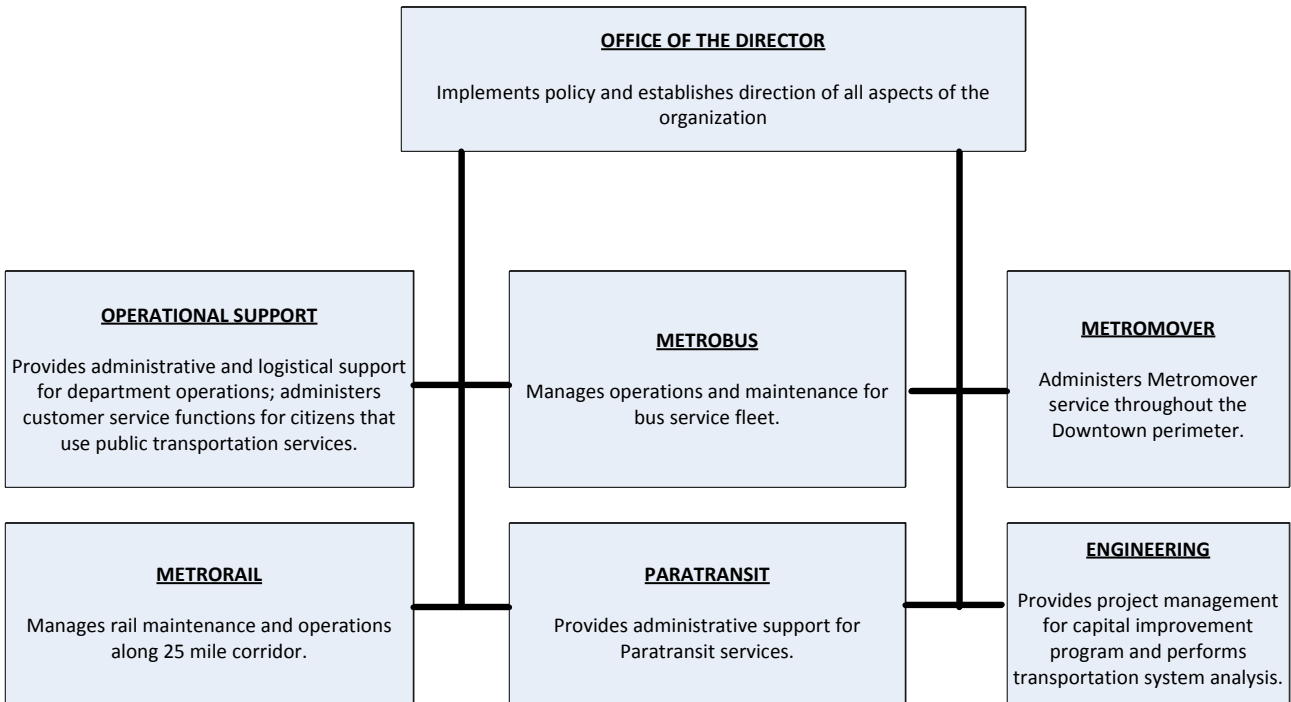 OFFICE OF THE DIRECTOR
Implements policy and establishes direction of all aspects of the
organization
OPERATIONAL SUPPORT
Provides administrative and logistical support
for department operations; administers
customer service functions for citizens that
use public transportation services.
METROBUS
Manages operations and maintenance for
bus service fleet.
METROMOVER
Administers Metromover
service throughout the
Downtown perimeter.
METRORAIL
Manages rail maintenance and operations
along 25 mile corridor.
PARATRANSIT
Provides administrative support for
Paratransit services.
ENGINEERING
Provides project management
for capital improvement
program and performs
transportation system analysis.